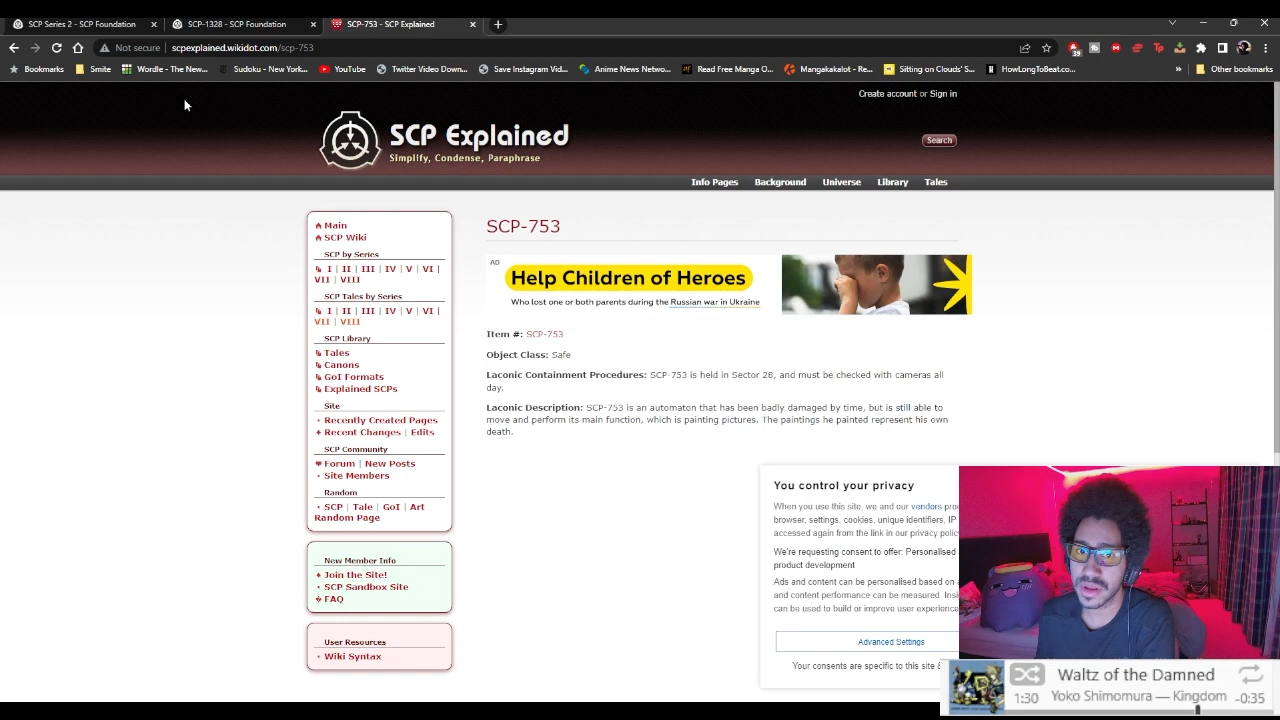 SCP Series 2 - SCP Foundation
SCP-1328 - SCP Foundation
SCP-753 - SCP Explained
Not secure
scpexplained.wikidot.com/scp-753
39
Bookmarks
Smite
Wordle - The New...
Sudoku - New York...
YouTube
Twitter Video Down...
Save Instagram Vid...
Anime News Netwo...
Read Free Manga O...
Mangakakalot - Rea...
Sitting on Clouds' S...
HowLongToBeat.co...
Other bookmarks
Create account or Sign in
SCP Explained
Simplify, Condense, Paraphrase
Search
Info Pages
Background
Universe
Library
Tales
Main
SCP Wiki
SCP by Series
I | II | III | IV | V | VI |
VII | VIII
SCP Tales by Series
I | II | III | IV | V | VI |
VII | VIII
SCP Library
Tales
Canons
GoI Formats
Explained SCPs
Site
Recently Created Pages
Recent Changes | Edits
SCP Community
Forum | New Posts
Site Members
Random
SCP | Tale | GoI | Art
Random Page
New Member Info
Join the Site!
SCP Sandbox Site
FAQ
User Resources
Wiki Syntax
SCP-753
AD
Help Children of Heroes
Who lost one or both parents during the Russian war in Ukraine
Item #: SCP-753
Object Class: Safe
Laconic Containment Procedures: SCP-753 is held in Sector 28, and must be checked with cameras all
day.
Laconic Description: SCP-753 is an automaton that has been badly damaged by time, but is still able to
move and perform its main function, which is painting pictures. The paintings he painted represent his own
death.
You control your privacy
When you use this site, we and our vendors pro
browser, settings, cookies, unique identifiers, IP
accessed again from the link in our privacy polic
We're requesting consent to offer: Personalised
product development
Ads and content can be personalised based on
and content performance can be measured. Insi
can be used to build or improve user experience
Advanced Settings
Your consents are specific to this site
Waltz of the Damned
1:30
Yoko Shimomura — Kingdom
-0:35